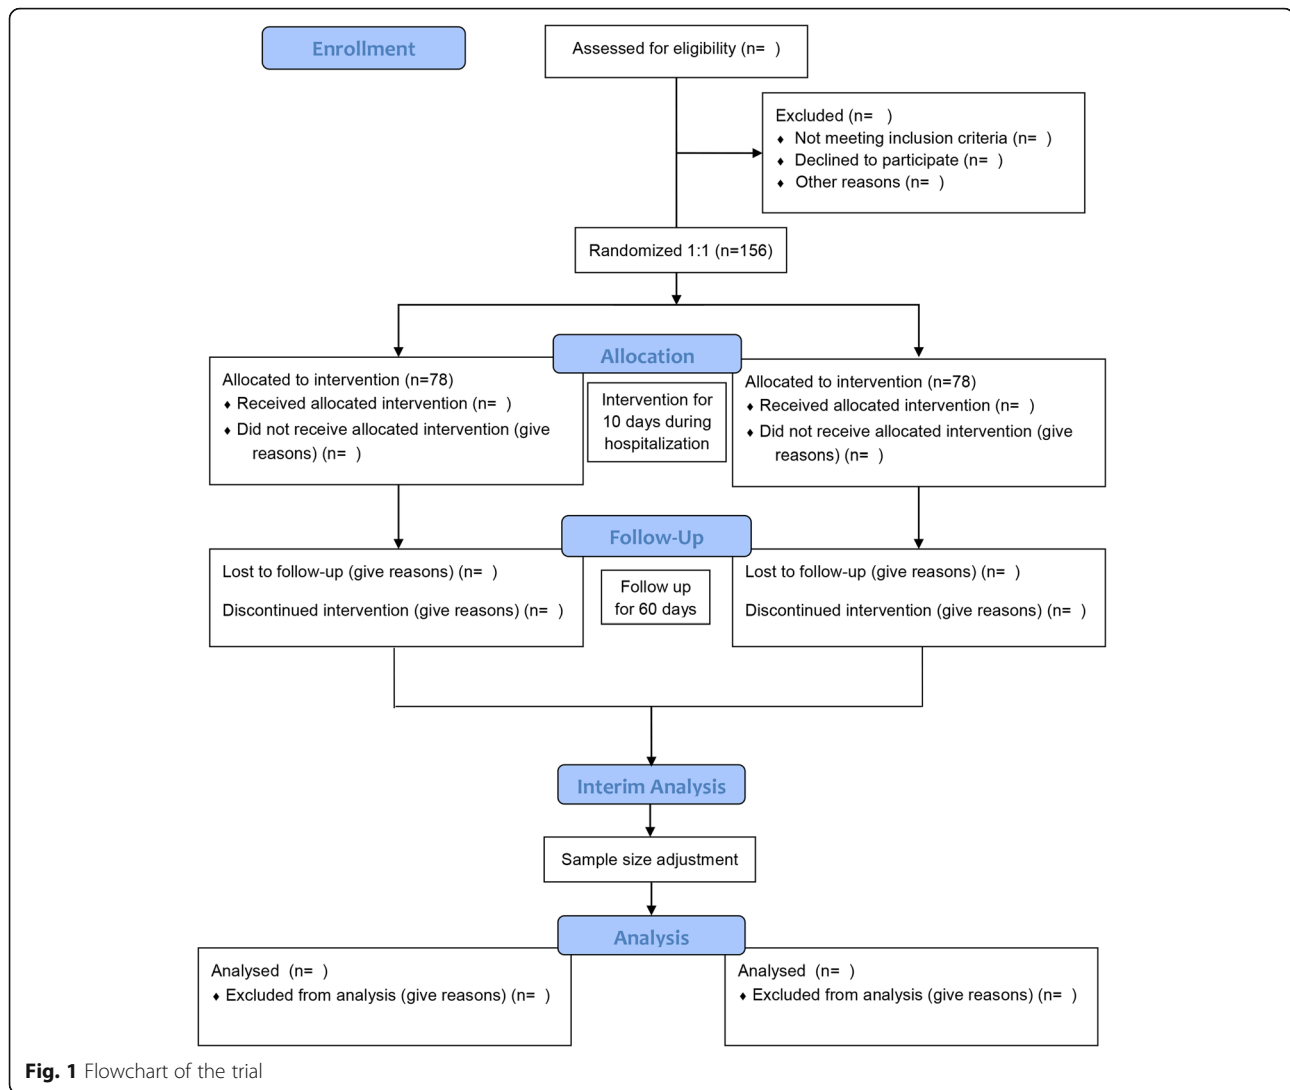 Enrollment
Assessed for eligibility (n=  )
Excluded (n=  )
♦ Not meeting inclusion criteria (n=  )
♦ Declined to participate (n=  )
♦ Other reasons (n=  )
Randomized 1:1 (n=156)
Allocation
Allocated to intervention (n=78)
♦ Received allocated intervention (n=  )
♦ Did not receive allocated intervention (give
reasons) (n=  )
Intervention for
10 days during
hospitalization
Allocated to intervention (n=78)
♦ Received allocated intervention (n=  )
♦ Did not receive allocated intervention (give
reasons) (n=  )
Follow-Up
Lost to follow-up (give reasons) (n=  )
Discontinued intervention (give reasons) (n=  )
Follow up
for 60 days
Lost to follow-up (give reasons) (n=  )
Discontinued intervention (give reasons) (n=  )
Interim Analysis
Sample size adjustment
Analysis
Analysed  (n=  )
♦ Excluded from analysis (give reasons) (n=  )
Analysed  (n=  )
♦ Excluded from analysis (give reasons) (n=  )
Fig. 1 Flowchart of the trial